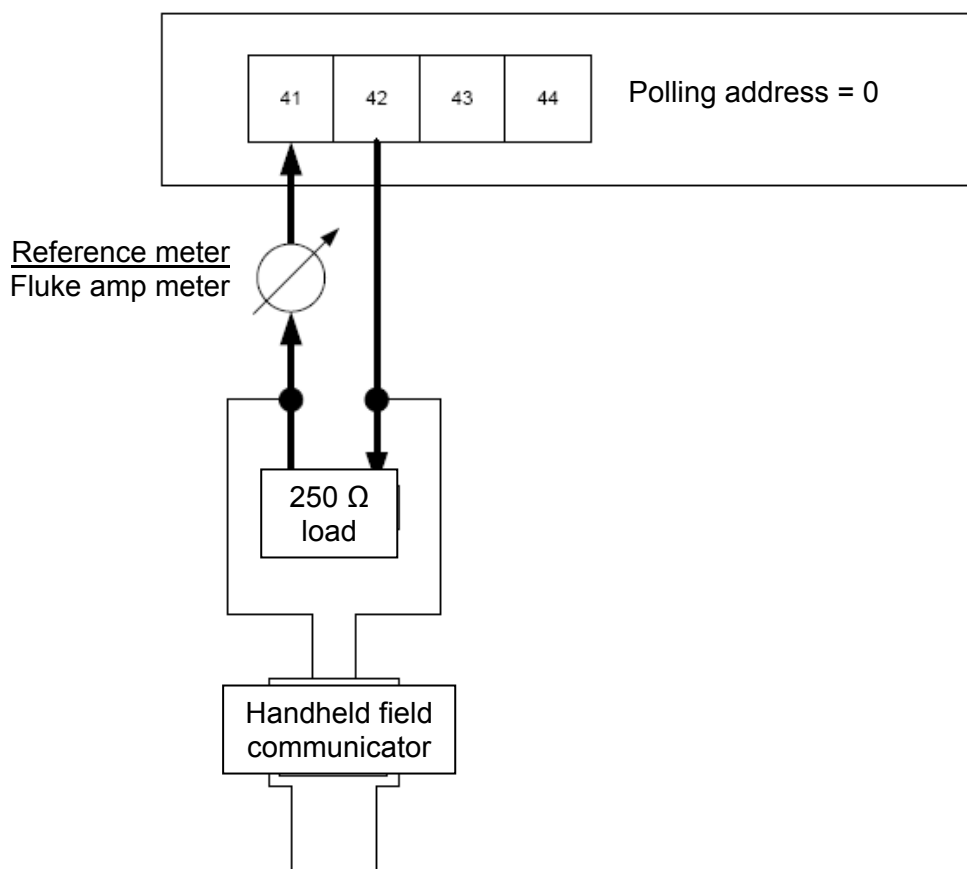 41 42 43 44 Polling address = 0
Reference meter
Fluke amp meter
250 Ω
load
Handheld field
communicator